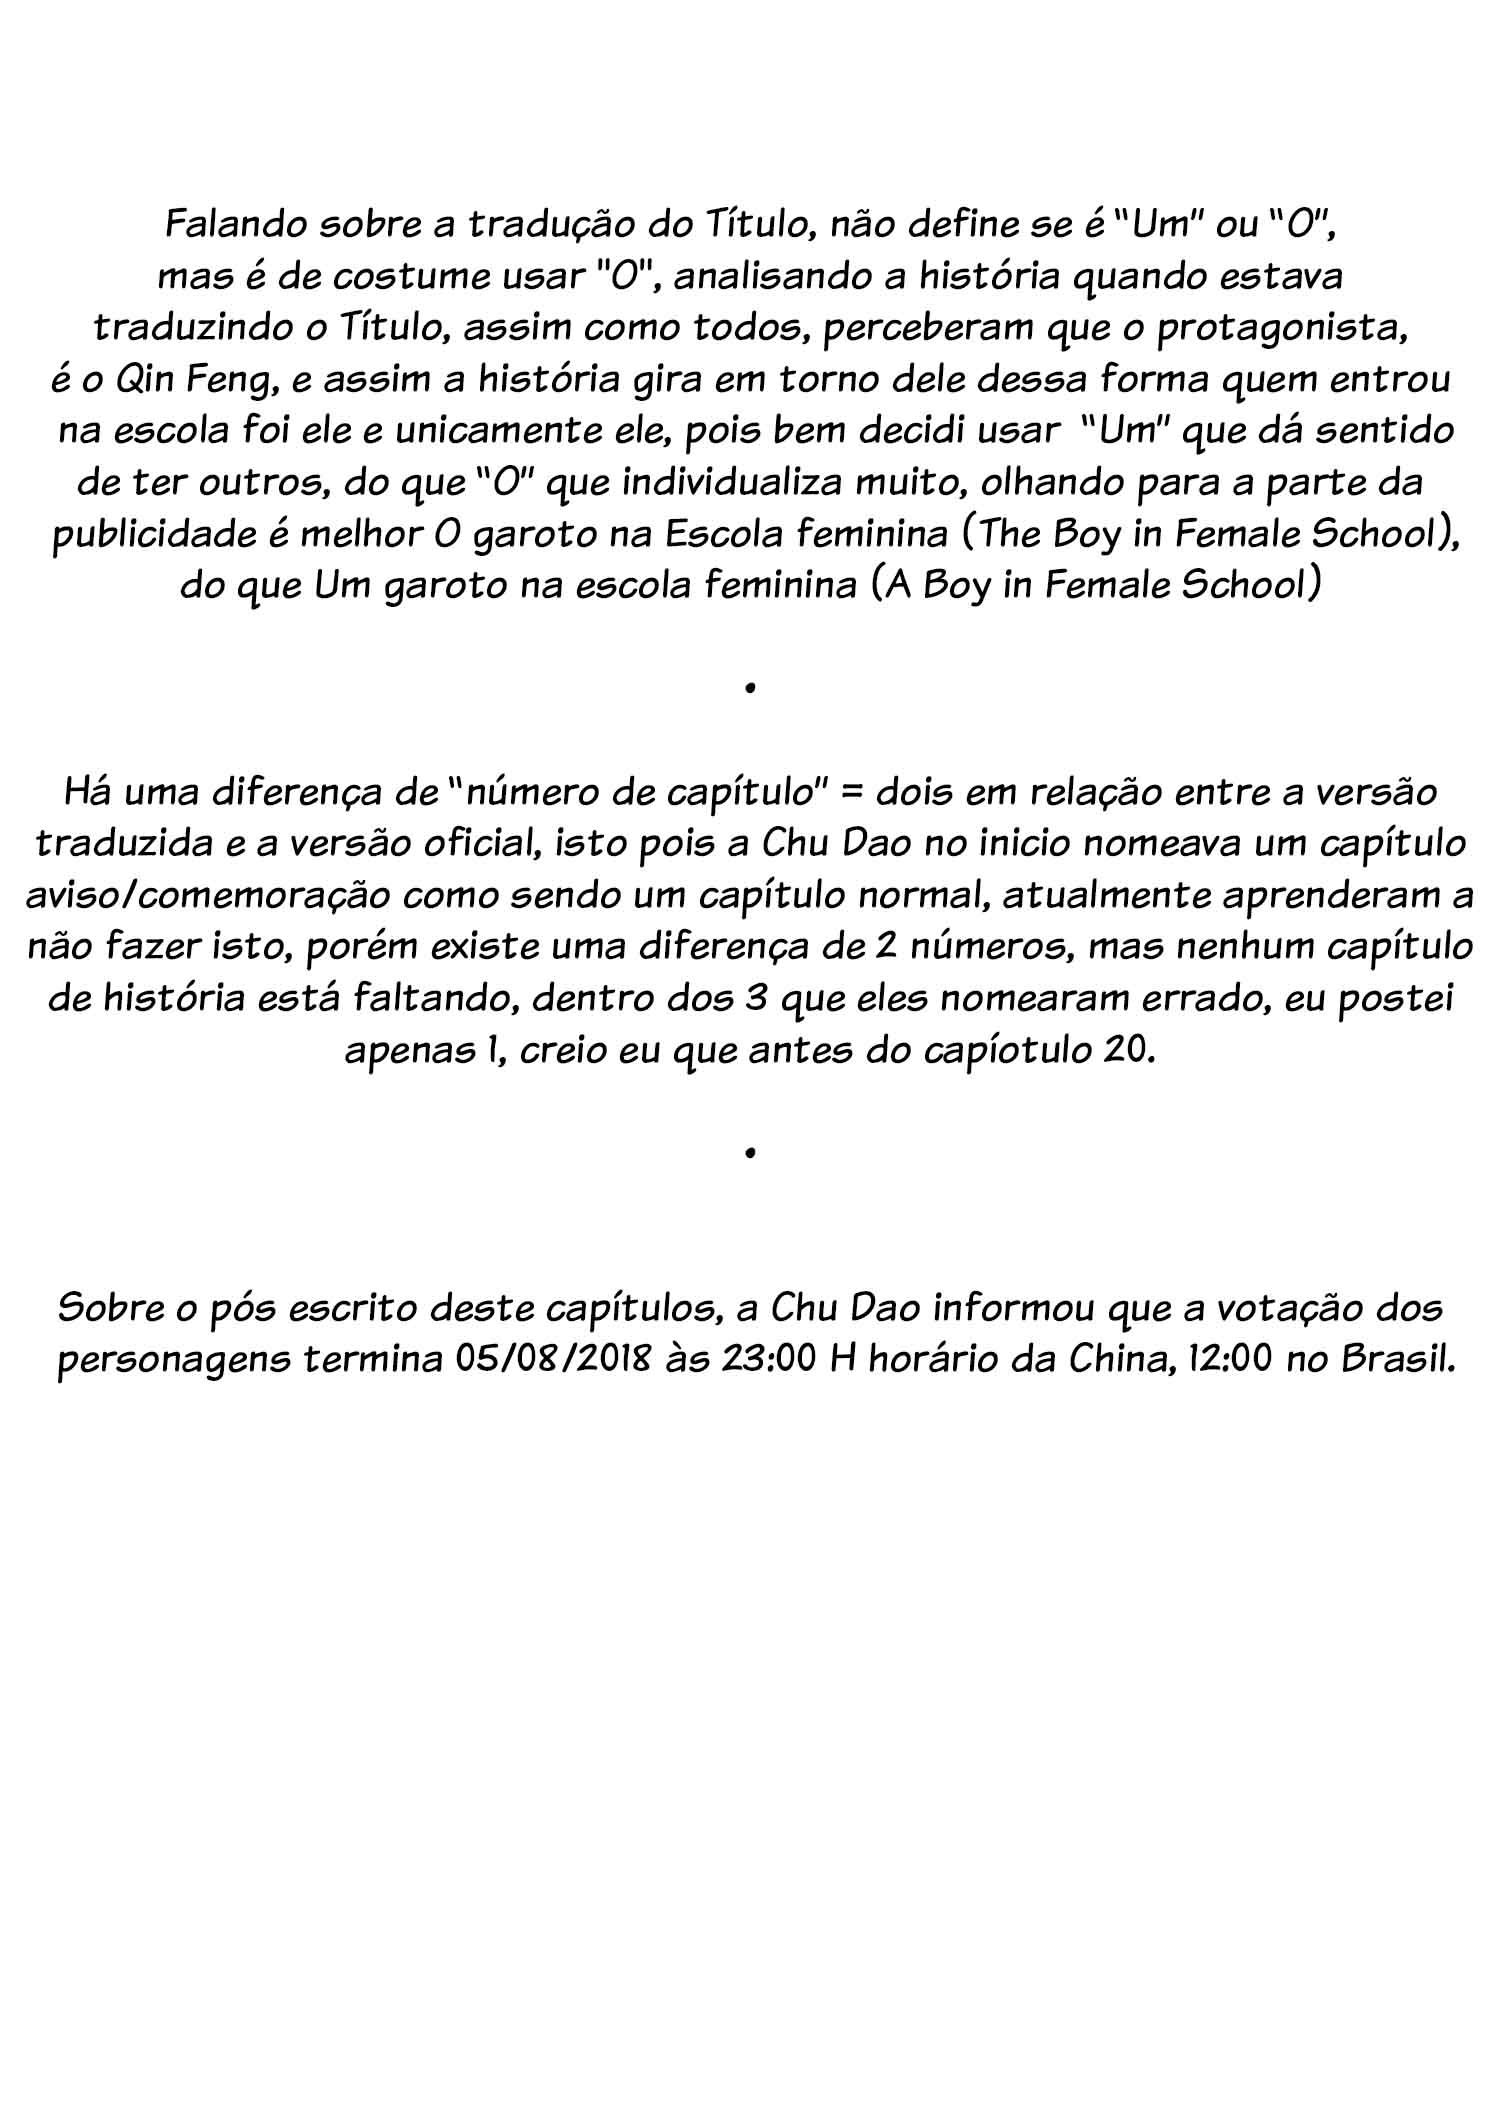 Falando sobre a tradução do Título, não define se é “Um” ou “O”,
mas é de costume usar "O", analisando a história quando estava
traduzindo o Título, assim como todos, perceberam que o protagonista,
é o Qin Feng, e assim a história gira em torno dele dessa forma quem entrou
na escola foi ele e unicamente ele, pois bem decidi usar “Um” que dá sentido
de ter outros, do que “O” que individualiza muito, olhando para a parte da
publicidade é melhor O garoto na Escola feminina (The Boy in Female School),
do que Um garoto na escola feminina (A Boy in Female School)
•
Há uma diferença de “número de capítulo” = dois em relação entre a versão
traduzida e a versão oficial, isto pois a Chu Dao no inicio nomeava um capítulo
aviso/comemoração como sendo um capítulo normal, atualmente aprenderam a
não fazer isto, porém existe uma diferença de 2 números, mas nenhum capítulo
de história está faltando, dentro dos 3 que eles nomearam errado, eu postei
apenas 1, creio eu que antes do capíotulo 20.
•
Sobre o pós escrito deste capítulos, a Chu Dao informou que a votação dos
personagens termina 05/08/2018 às 23:00 H horário da China, 12:00 no Brasil.